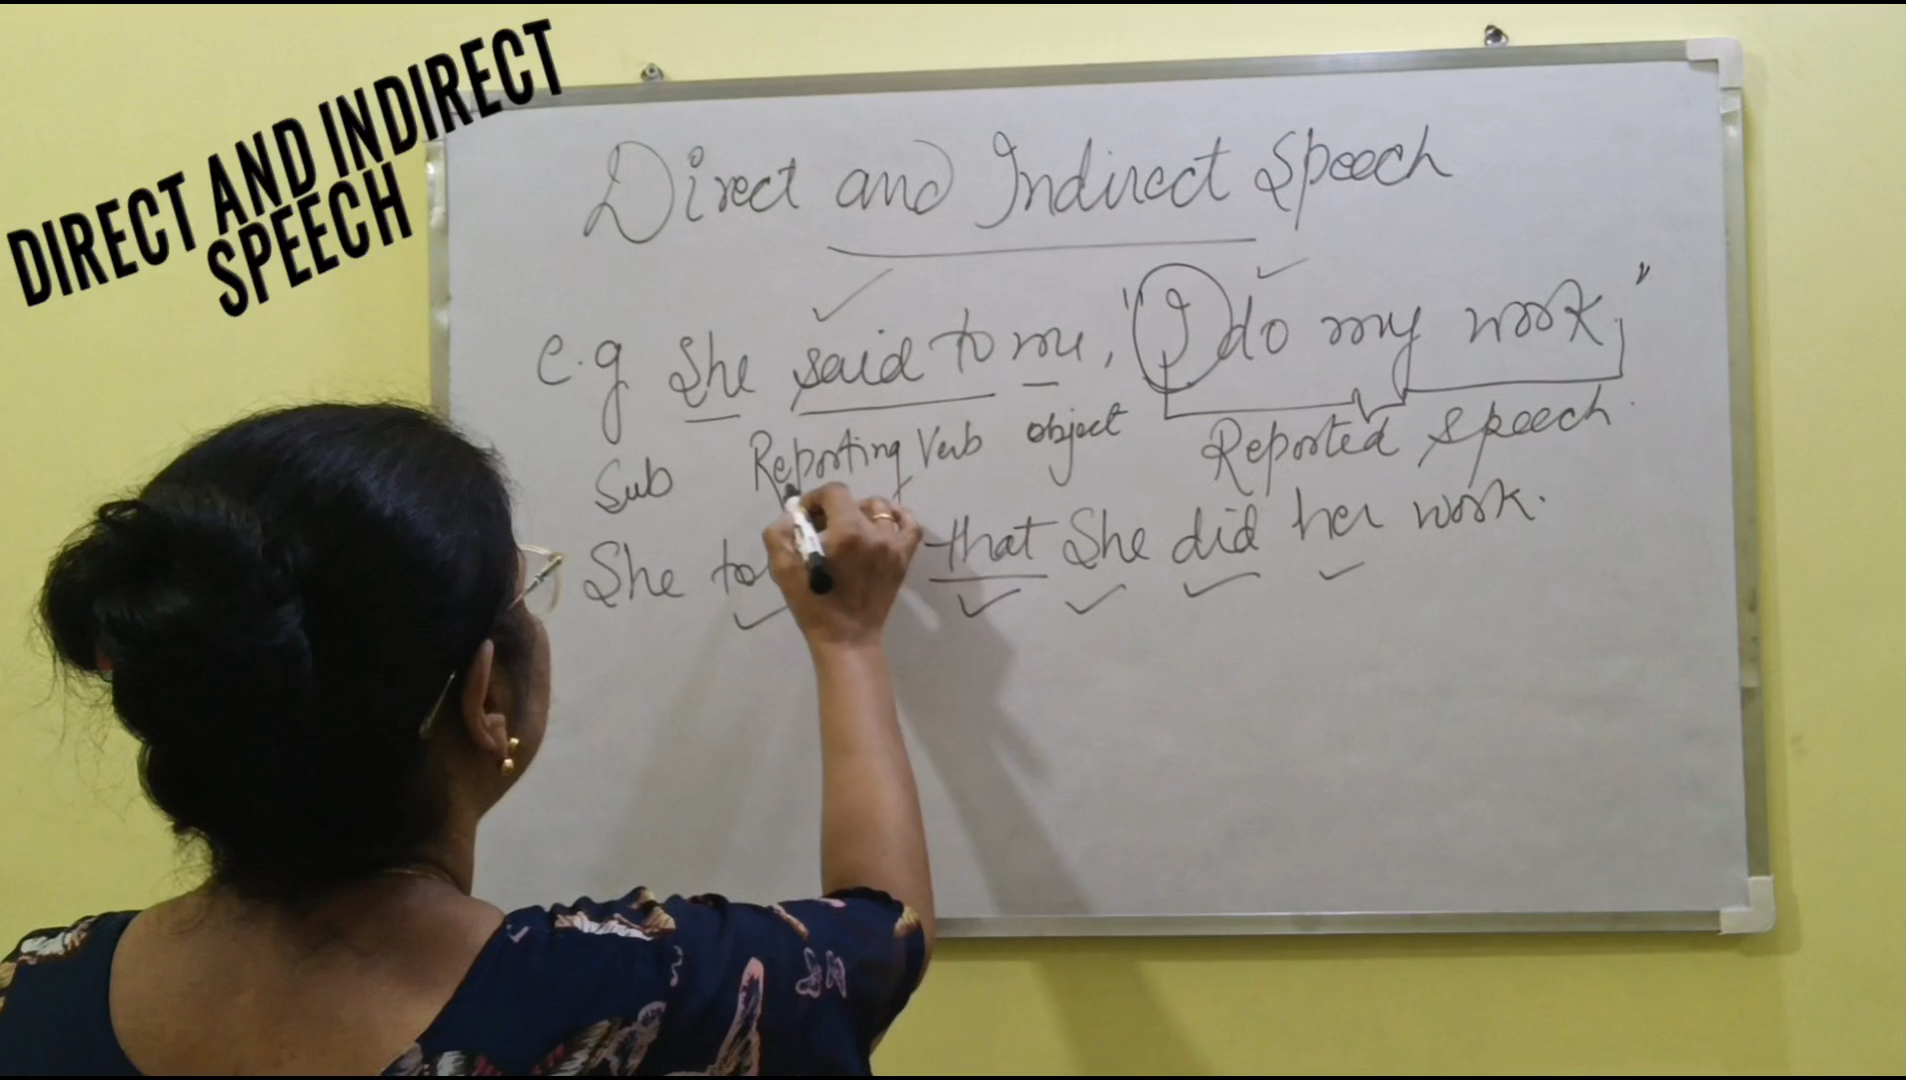 DIRECT AND INDIRECT
SPEECH
Direct and Indirect Speech
e.g She said to me, "I do my work,"
Sub Reporting Verb object Reported speech.
She that She did her work.